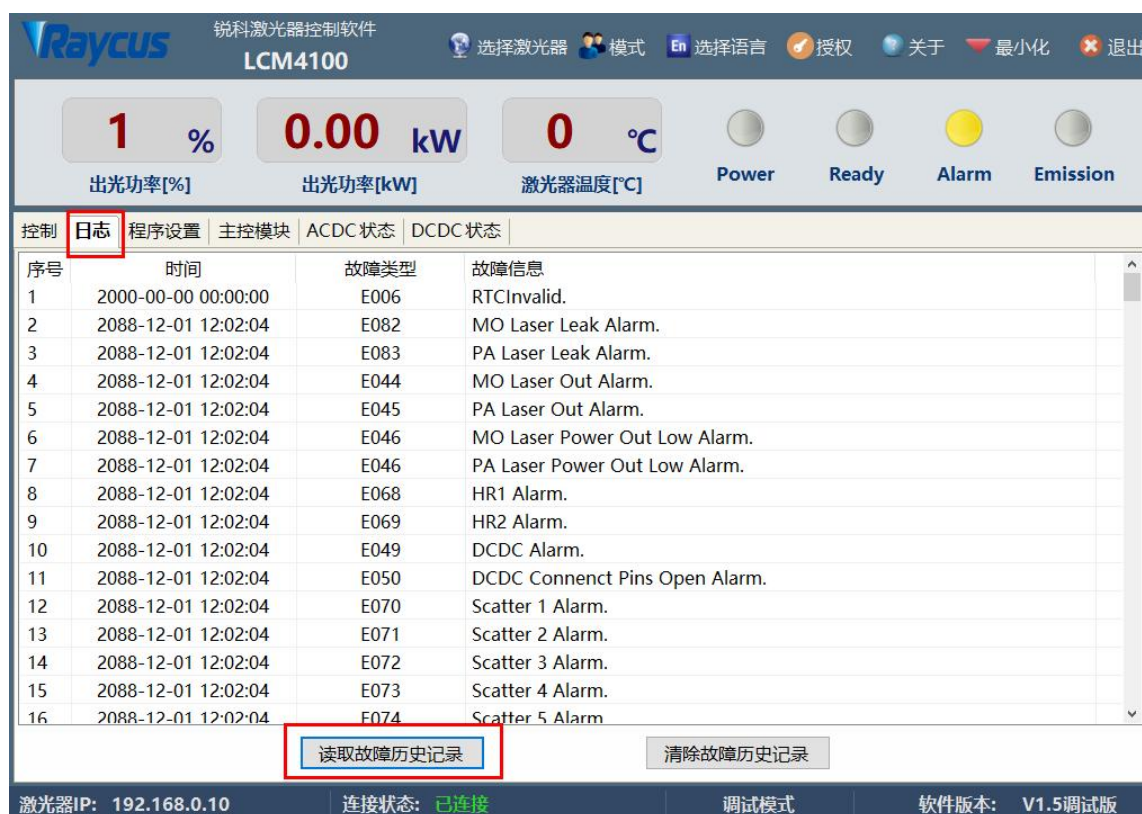 Raycus
锐科激光器控制软件
LCM4100
选择激光器 模式 En 选择语言 授权 关于 最小化 退出
1 % 0.00 kW 0 ℃
出光功率[%] 出光功率[kW] 激光器温度[℃] Power Ready Alarm Emission
控制 日志 程序设置 主控模块 ACDC状态 DCDC状态
序号 时间 故障类型 故障信息
1 2000-00-00 00:00:00 E006 RTCInvalid.
2 2088-12-01 12:02:04 E082 MO Laser Leak Alarm.
3 2088-12-01 12:02:04 E083 PA Laser Leak Alarm.
4 2088-12-01 12:02:04 E044 MO Laser Out Alarm.
5 2088-12-01 12:02:04 E045 PA Laser Out Alarm.
6 2088-12-01 12:02:04 E046 MO Laser Power Out Low Alarm.
7 2088-12-01 12:02:04 E046 PA Laser Power Out Low Alarm.
8 2088-12-01 12:02:04 E068 HR1 Alarm.
9 2088-12-01 12:02:04 E069 HR2 Alarm.
10 2088-12-01 12:02:04 E049 DCDC Alarm.
11 2088-12-01 12:02:04 E050 DCDC Connenct Pins Open Alarm.
12 2088-12-01 12:02:04 E070 Scatter 1 Alarm.
13 2088-12-01 12:02:04 E071 Scatter 2 Alarm.
14 2088-12-01 12:02:04 E072 Scatter 3 Alarm.
15 2088-12-01 12:02:04 E073 Scatter 4 Alarm.
16 2088-12-01 12:02:04 E074 Scatter 5 Alarm
读取故障历史记录 清除故障历史记录
激光器IP: 192.168.0.10 连接状态: 已连接 调试模式 软件版本: V1.5调试版